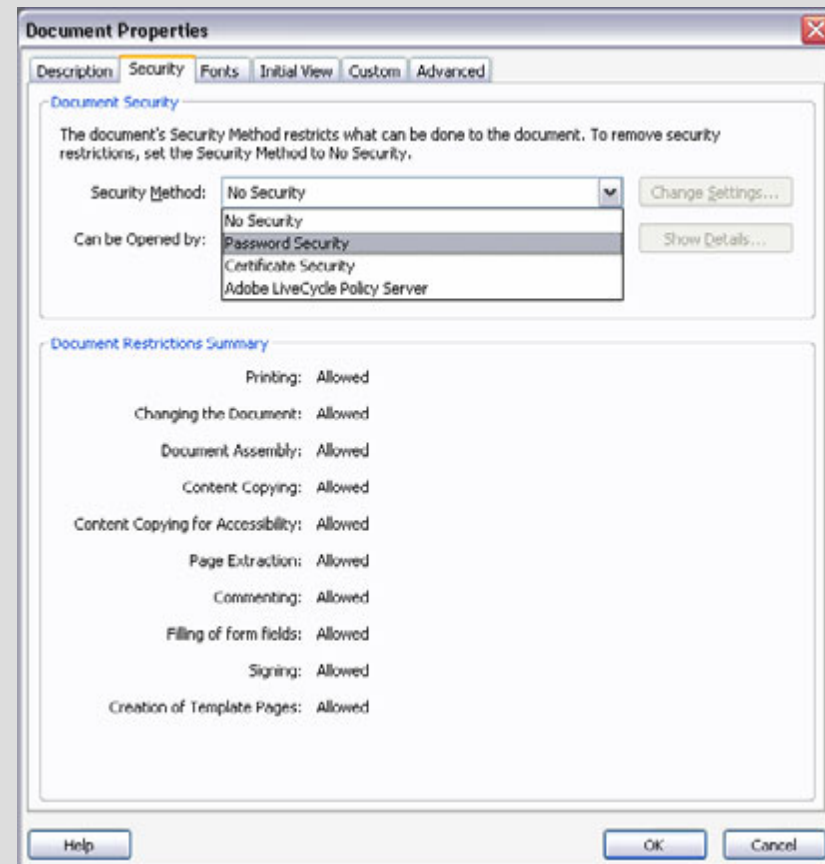 Document Properties
Description Security Fonts Initial View Custom Advanced
Document Security
The document's Security Method restricts what can be done to the document. To remove security
restrictions, set the Security Method to No Security.
Security Method: No Security Change Settings...
No Security
Can be Opened by: Password Security Show Details...
Certificate Security
Adobe LiveCycle Policy Server
Document Restrictions Summary
Printing: Allowed
Changing the Document: Allowed
Document Assembly: Allowed
Content Copying: Allowed
Content Copying for Accessibility: Allowed
Page Extraction: Allowed
Commenting: Allowed
Filling of form fields: Allowed
Signing: Allowed
Creation of Template Pages: Allowed
Help OK Cancel